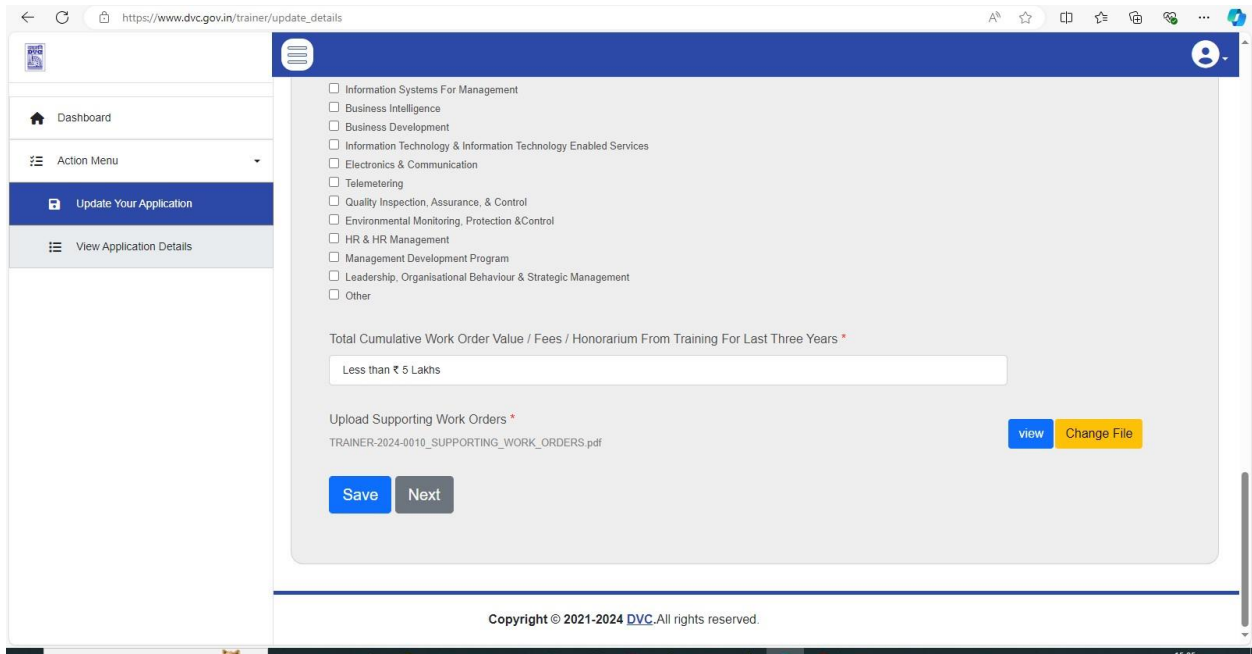 https://www.dvc.gov.in/trainer/update_details
Dashboard
Action Menu
Update Your Application
View Application Details
Information Systems For Management
Business Intelligence
Business Development
Information Technology & Information Technology Enabled Services
Electronics & Communication
Telemetering
Quality Inspection, Assurance, & Control
Environmental Monitoring, Protection &Control
HR & HR Management
Management Development Program
Leadership, Organisational Behaviour & Strategic Management
Other
Total Cumulative Work Order Value / Fees / Honorarium From Training For Last Three Years *
Less than ₹ 5 Lakhs
Upload Supporting Work Orders *
TRAINER-2024-0010_SUPPORTING_WORK_ORDERS.pdf
view Change File
Save Next
Copyright © 2021-2024 DVC.All rights reserved.